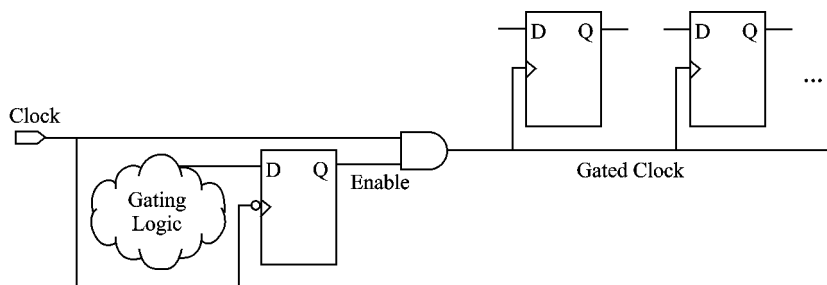 D Q
D Q
...
Clock
D Q
Enable
Gating
Logic
Gated Clock